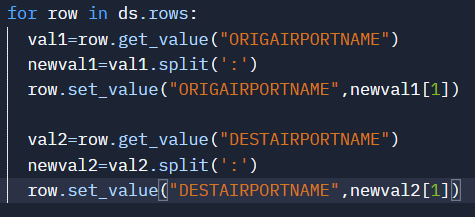 for row in ds.rows:
val1=row.get_value("ORIGAIRPORTNAME")
newval1=val1.split(':')
row.set_value("ORIGAIRPORTNAME",newval1[1])
val2=row.get_value("DESTAIRPORTNAME")
newval2=val2.split(':')
row.set_value("DESTAIRPORTNAME",newval2[1])